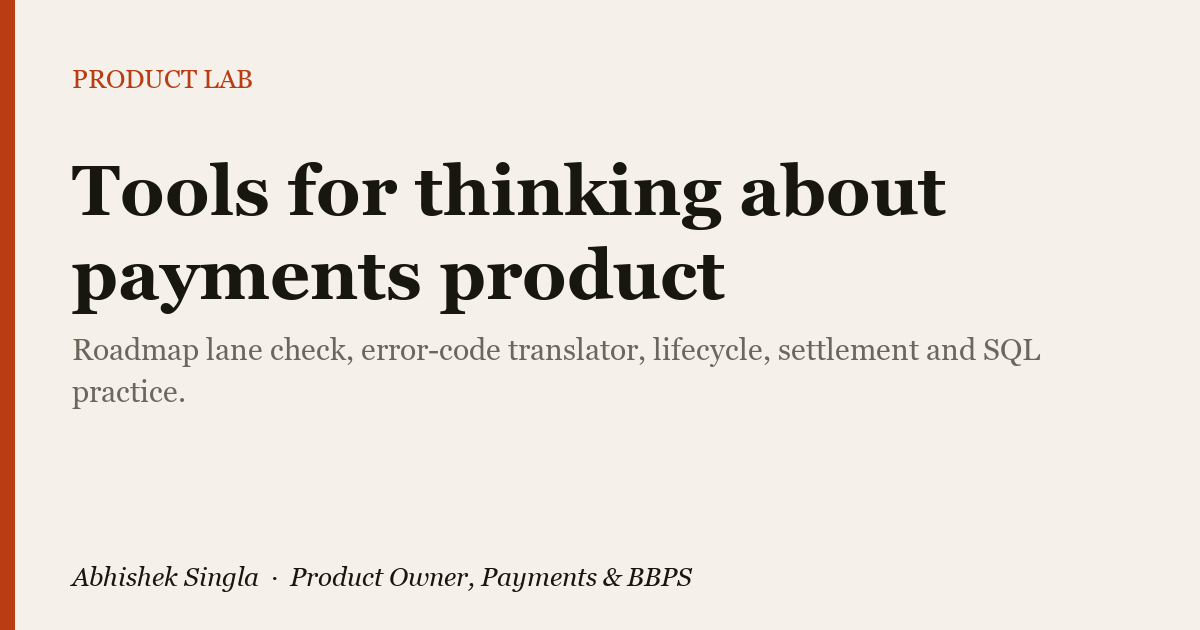 PRODUCT LAB
Tools for thinking about
payments product
Roadmap lane check, error-code translator, lifecycle, settlement and SQL
practice.
Abhishek Singla · Product Owner, Payments & BBPS